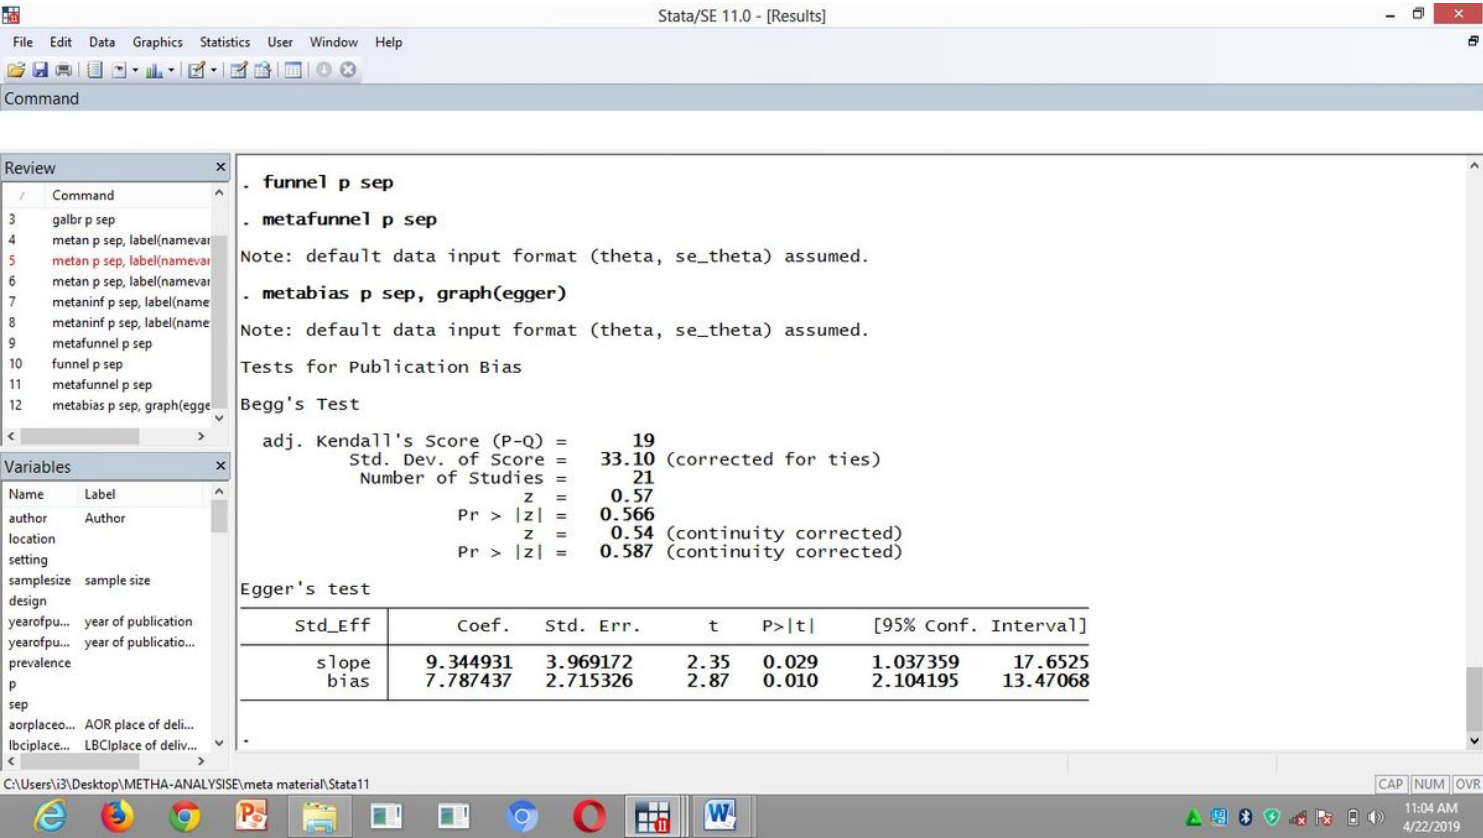 Stata/SE 11.0 - [Results]
File Edit Data Graphics Statistics User Window Help
Command
Review
Command
3 galbr p sep
4 metan p sep, label(namevar
5 metan p sep, label(namevar
6 metan p sep, label(namevar
7 metaninf p sep, label(name
8 metaninf p sep, label(name
9 metafunnel p sep
10 funnel p sep
11 metafunnel p sep
12 metabias p sep, graph(egge
Variables
Name Label
author Author
location
setting
samplesize sample size
design
yearofpu... year of publication
yearofpu... year of publicatio...
prevalence
p
sep
aorplaceo... AOR place of deli...
lbciplace... LBCIplace of deliv...
. funnel p sep
. metafunnel p sep
Note: default data input format (theta, se_theta) assumed.
. metabias p sep, graph(egger)
Note: default data input format (theta, se_theta) assumed.
Tests for Publication Bias
Begg's Test
adj. Kendall's Score (P-Q) = 19
Std. Dev. of Score = 33.10 (corrected for ties)
Number of Studies = 21
z = 0.57
Pr > |z| = 0.566
z = 0.54 (continuity corrected)
Pr > |z| = 0.587 (continuity corrected)
Egger's test
Std_Eff Coef. Std. Err. t P>|t| [95% Conf. Interval]
slope 9.344931 3.969172 2.35 0.029 1.037359 17.6525
bias 7.787437 2.715326 2.87 0.010 2.104195 13.47068
.
C:\Users\i3\Desktop\METHA-ANALYSISE\meta material\Stata11
CAP NUM OVR
11:04 AM
4/22/2019